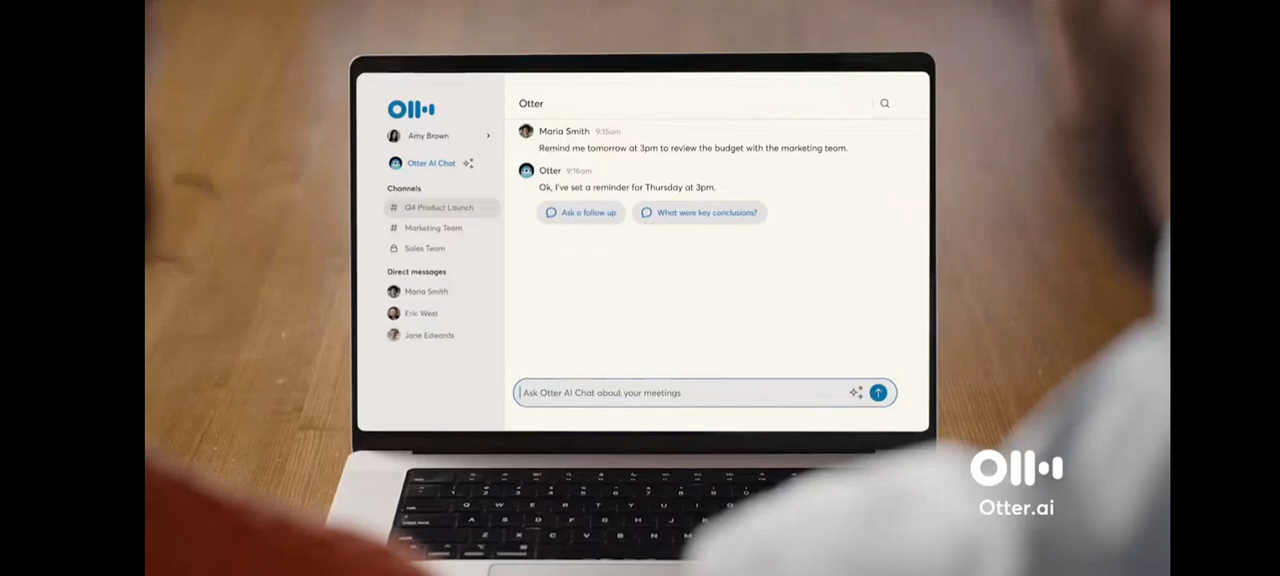 Otter
Amy Brown
Otter AI Chat
Channels
# Q4 Product Launch
# Marketing Team
Sales Team
Direct messages
Maria Smith
Eric West
Jane Edwards
Maria Smith 9:15am
Remind me tomorrow at 3pm to review the budget with the marketing team.
Otter 9:16am
Ok, I've set a reminder for Thursday at 3pm.
Ask a follow up
What were key conclusions?
Ask Otter AI Chat about your meetings
Otter.ai